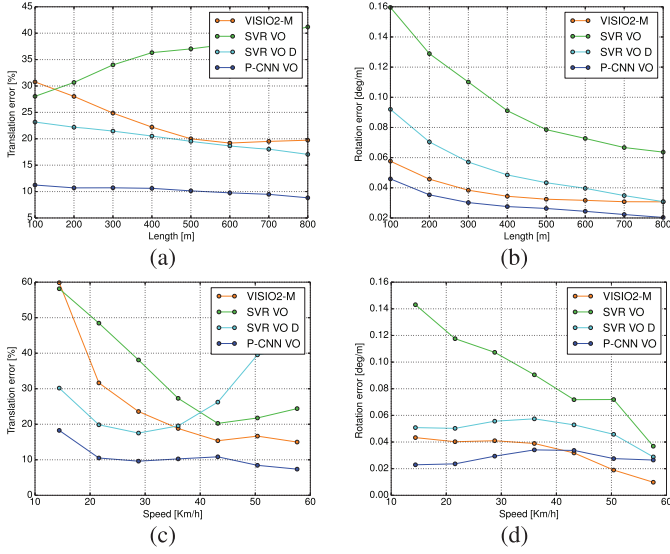 45
40
35
30
25
20
15
10
5
Translation error [%]
100 200 300 400 500 600 700 800
Length [m]
VISIO2-M
SVR VO
SVR VO D
P-CNN VO
(a)
0.16
0.14
0.12
0.10
0.08
0.06
0.04
0.02
Rotation error [deg/m]
100 200 300 400 500 600 700 800
Length [m]
VISIO2-M
SVR VO
SVR VO D
P-CNN VO
(b)
60
50
40
30
20
10
0
Translation error [%]
10 20 30 40 50 60
Speed [Km/h]
VISIO2-M
SVR VO
SVR VO D
P-CNN VO
(c)
0.16
0.14
0.12
0.10
0.08
0.06
0.04
0.02
0.00
Rotation error [deg/m]
10 20 30 40 50 60
Speed [Km/h]
VISIO2-M
SVR VO
SVR VO D
P-CNN VO
(d)